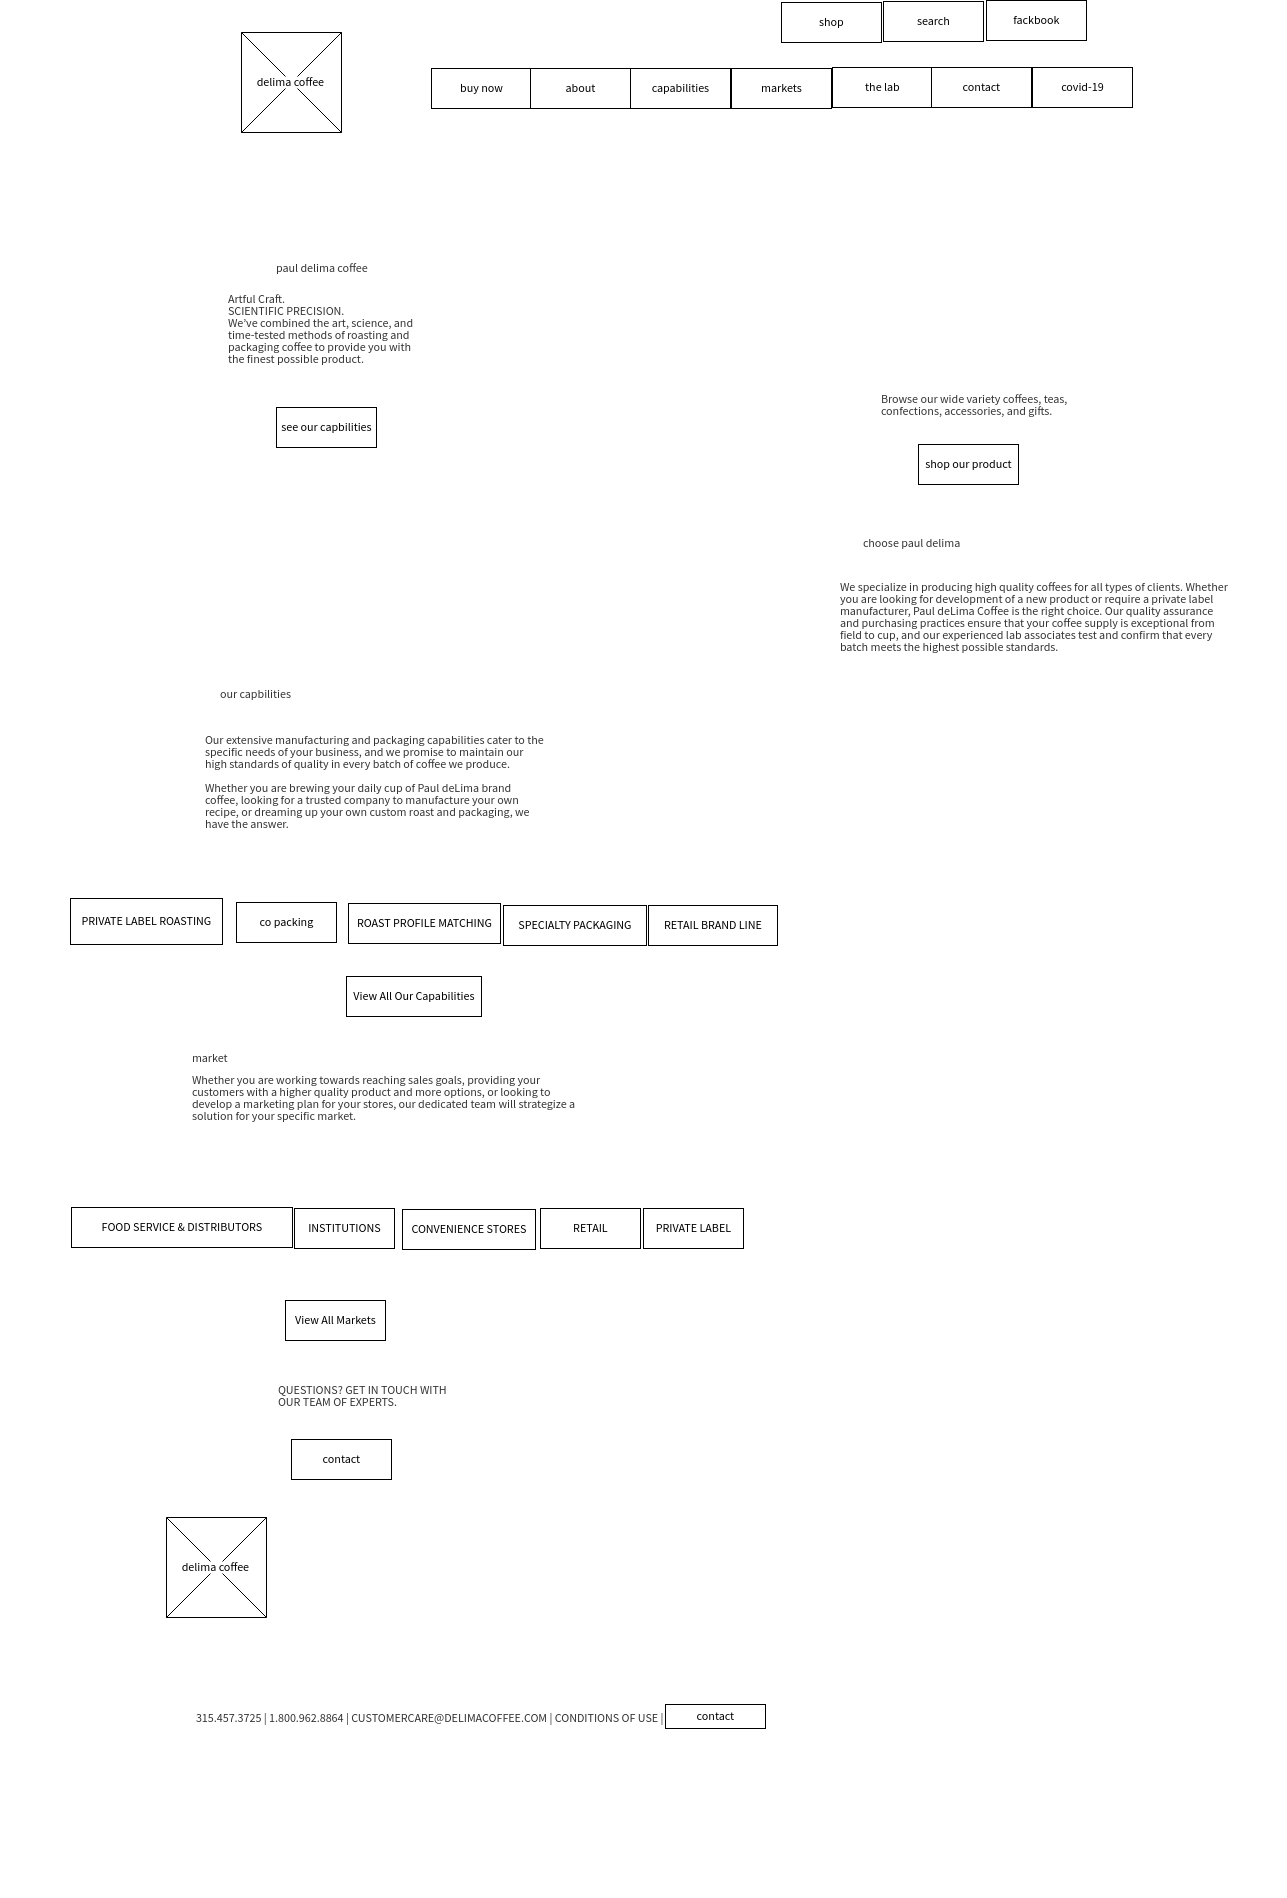 shop
search
fackbook
delima coffee
buy now
about
capabilities
markets
the lab
contact
covid-19
paul delima coffee
Artful Craft.
SCIENTIFIC PRECISION.
We've combined the art, science, and
time-tested methods of roasting and
packaging coffee to provide you with
the finest possible product.
see our capbilities
Browse our wide variety coffees, teas,
confections, accessories, and gifts.
shop our product
choose paul delima
We specialize in producing high quality coffees for all types of clients. Whether
you are looking for development of a new product or require a private label
manufacturer, Paul deLima Coffee is the right choice. Our quality assurance
and purchasing practices ensure that your coffee supply is exceptional from
field to cup, and our experienced lab associates test and confirm that every
batch meets the highest possible standards.
our capbilities
Our extensive manufacturing and packaging capabilities cater to the
specific needs of your business, and we promise to maintain our
high standards of quality in every batch of coffee we produce.
Whether you are brewing your daily cup of Paul deLima brand
coffee, looking for a trusted company to manufacture your own
recipe, or dreaming up your own custom roast and packaging, we
have the answer.
PRIVATE LABEL ROASTING
co packing
ROAST PROFILE MATCHING
SPECIALTY PACKAGING
RETAIL BRAND LINE
View All Our Capabilities
market
Whether you are working towards reaching sales goals, providing your
customers with a higher quality product and more options, or looking to
develop a marketing plan for your stores, our dedicated team will strategize a
solution for your specific market.
FOOD SERVICE & DISTRIBUTORS
INSTITUTIONS
CONVENIENCE STORES
RETAIL
PRIVATE LABEL
View All Markets
QUESTIONS? GET IN TOUCH WITH
OUR TEAM OF EXPERTS.
contact
delima coffee
315.457.3725 | 1.800.962.8864 | CUSTOMERCARE@DELIMACOFFEE.COM | CONDITIONS OF USE |
contact